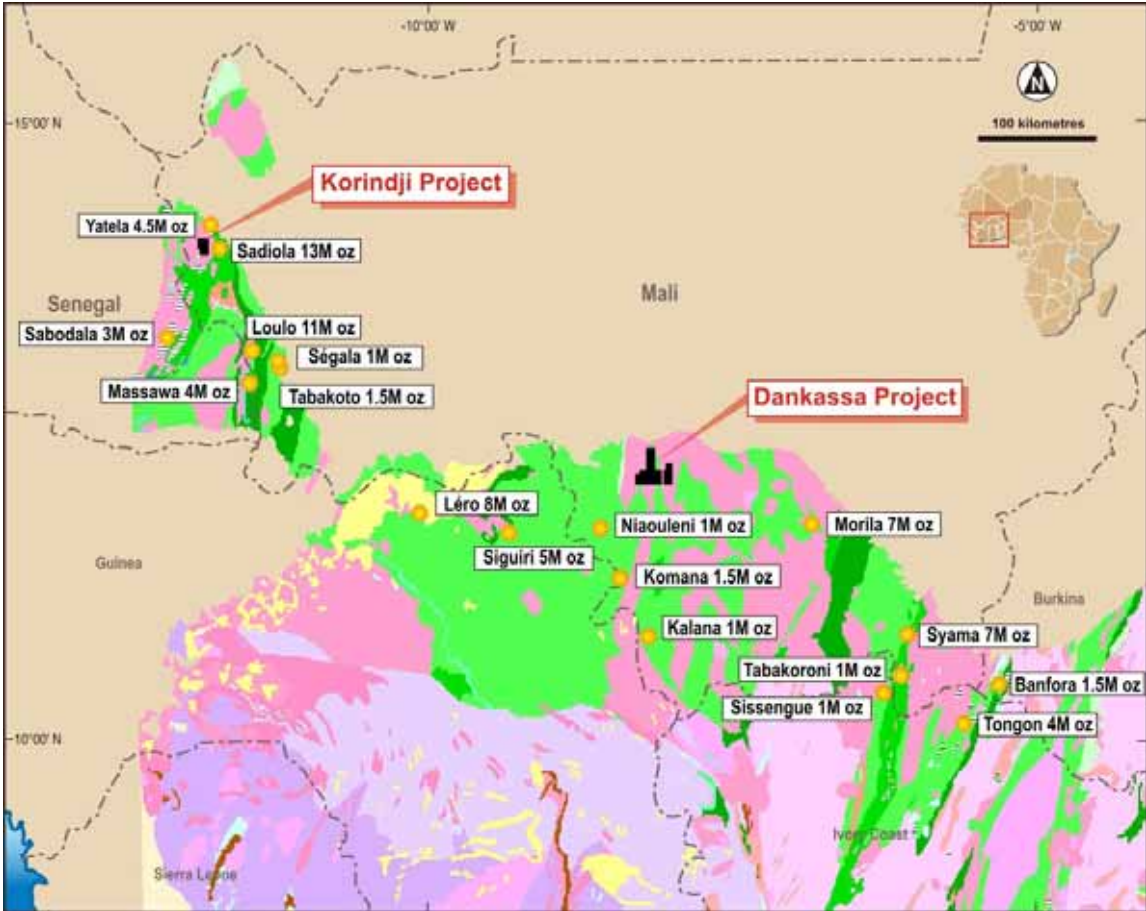 -10°00' W
-5°00' W
N
15°00' N
100 kilometres
Korindji Project
Yatela 4.5M oz
Sadiola 13M oz
Senegal
Mali
Sabodala 3M oz
Loulo 11M oz
Ségala 1M oz
Massawa 4M oz
Tabakoto 1.5M oz
Dankassa Project
Léro 8M oz
Siguiri 5M oz
Niaouleni 1M oz
Morila 7M oz
Guinea
Komana 1.5M oz
Burkina
Kalana 1M oz
Syama 7M oz
Tabakoroni 1M oz
Banfora 1.5M oz
Sissengue 1M oz
Tongon 4M oz
10°00' N
Ivory Coast
Sierra Leone